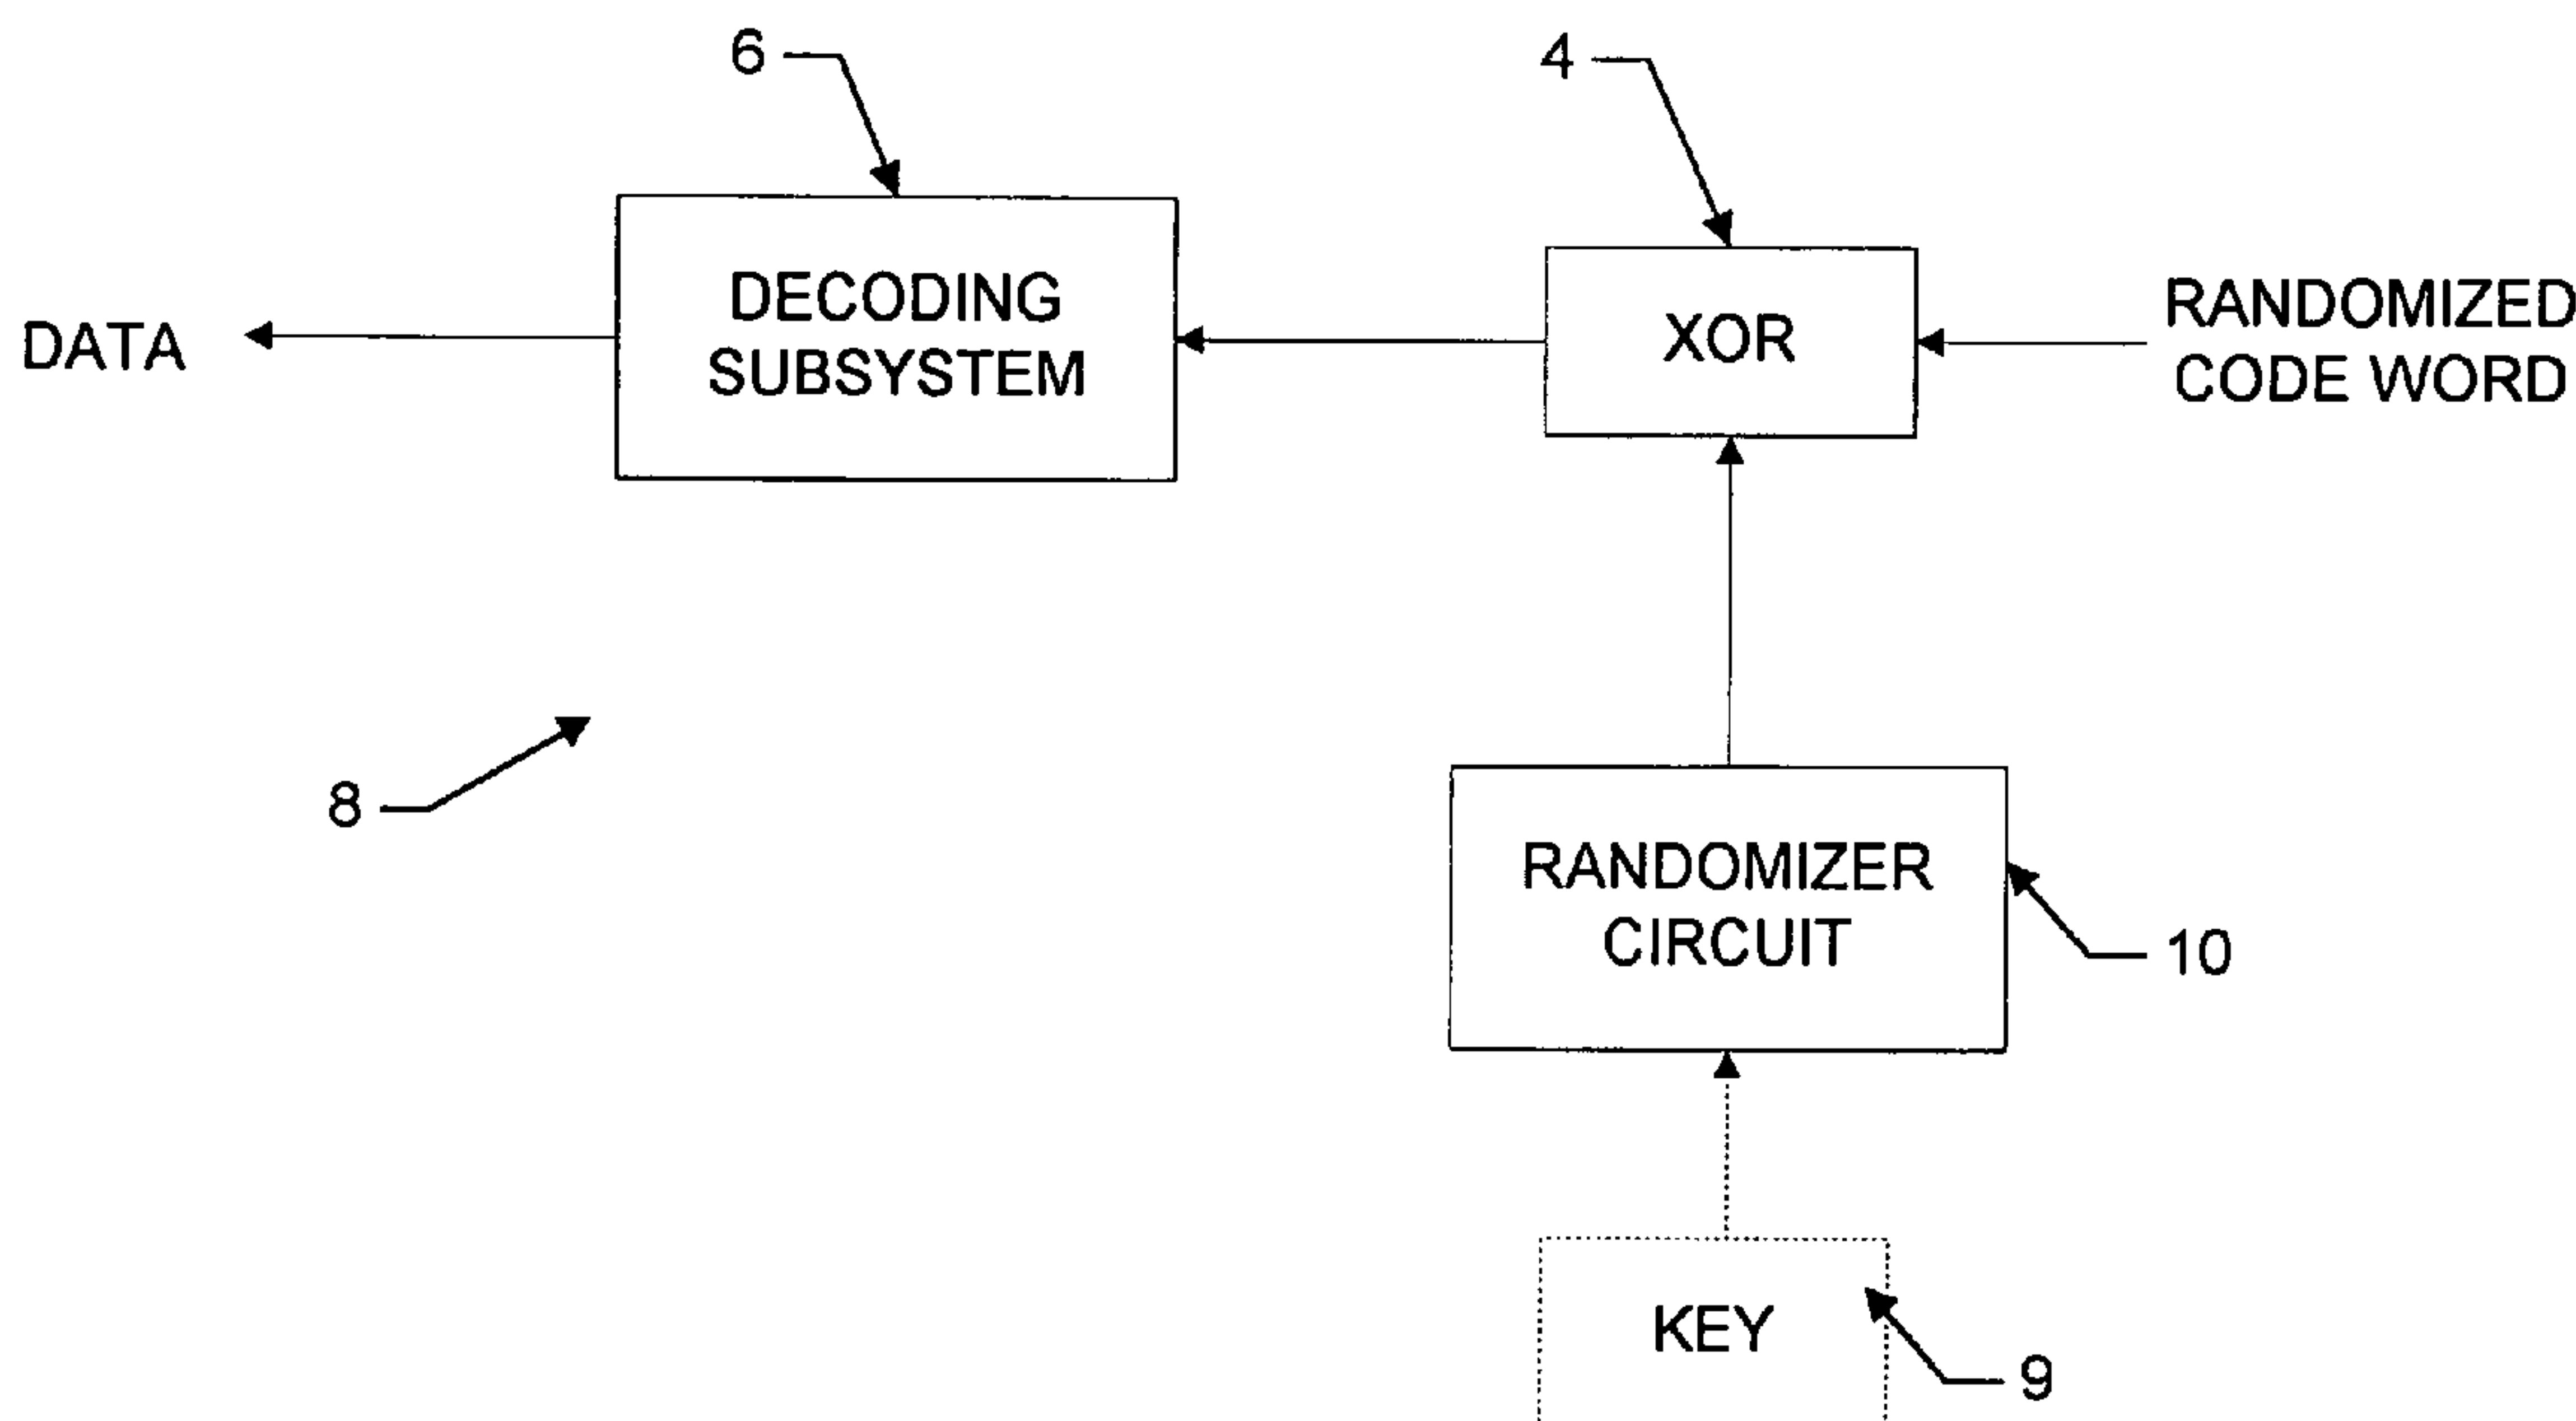 6
4
DECODING
SUBSYSTEM
XOR
RANDOMIZED
CODE WORD
DATA
8
RANDOMIZER
CIRCUIT
10
KEY
9